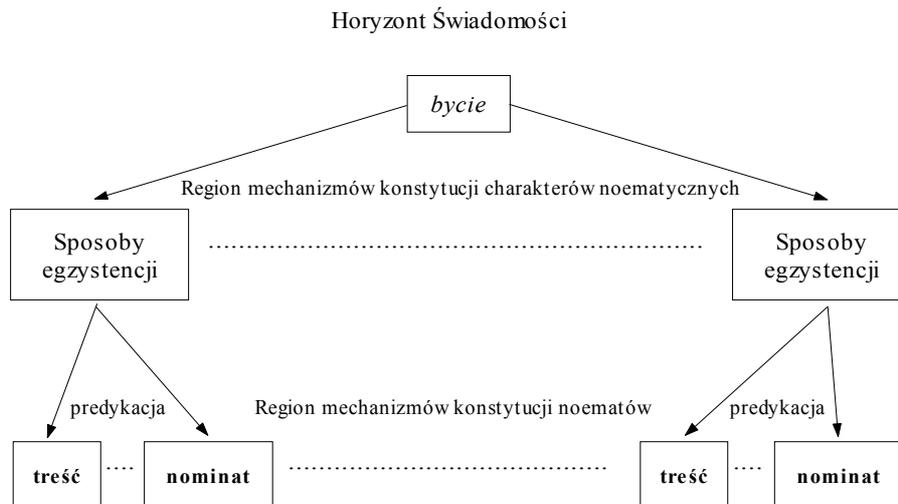 Horyzont Świadomości
bycie
Region mechanizmów konstytucji charakterów noematycznych
Sposoby
egzystencji
Sposoby
egzystencji
predykacja
Region mechanizmów konstytucji noematów
predykacja
treść
nominat
treść
nominat